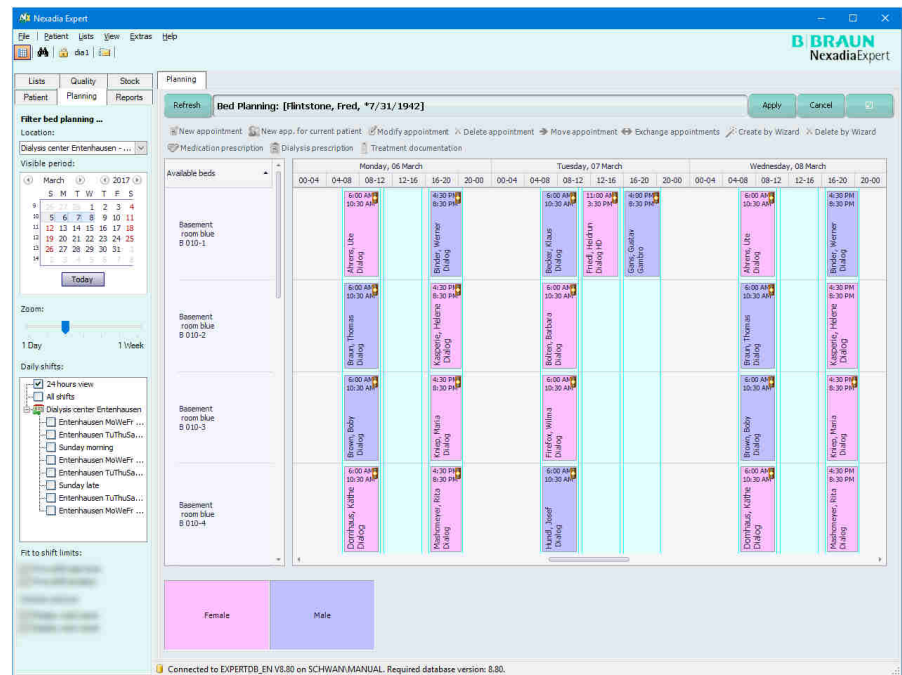 Nexadia Expert
File Patient Lists View Extras Help
dia1
B BRAUN
NexadiaExpert
Lists Quality Stock
Patient Planning Reports
Filter bed planning ...
Location:
Dialysis center Entenhausen - ...
Visible period:
March 2017
S M T W T F S
9 26 27 28 1 2 3 4
10 5 6 7 8 9 10 11
11 12 13 14 15 16 17 18
12 19 20 21 22 23 24 25
13 26 27 28 29 30 31 1
14 2 3 4 5 6 7 8
Today
Zoom:
1 Day 1 Week
Daily shifts:
24 hours view
All shifts
Dialysis center Entenhausen
Entenhausen MoWeFr ...
Entenhausen TuThuSa...
Sunday morning
Entenhausen MoWeFr ...
Entenhausen TuThuSa...
Sunday late
Entenhausen TuThuSa...
Entenhausen MoWeFr ...
Fit to shift limits:
Planning
Refresh Bed Planning: [Flintstone, Fred, *7/31/1942] Apply Cancel
New appointment New app. for current patient Modify appointment Delete appointment Move appointment Exchange appointments Create by Wizard Delete by Wizard
Medication prescription Dialysis prescription Treatment documentation
Available beds
Monday, 06 March Tuesday, 07 March Wednesday, 08 March
00-04 04-08 08-12 12-16 16-20 20-00 00-04 04-08 08-12 12-16 16-20 20-00 00-04 04-08 08-12 12-16 16-20 20-00
Basement
room blue
B 010-1
6:00 AM
10:30 AM
Ahrens, Ute
Dialog
4:30 PM
8:30 PM
Binder, Werner
Dialog
6:00 AM
10:30 AM
Becker, Klaus
Dialog
11:00 AM
3:30 PM
Friedl, Heidrun
Dialog HD
4:00 PM
8:30 PM
Gans, Gustav
Gambro
6:00 AM
10:30 AM
Ahrens, Ute
Dialog
4:30 PM
8:30 PM
Binder, Werner
Dialog
Basement
room blue
B 010-2
6:00 AM
10:30 AM
Braun, Thomas
Dialog
4:30 PM
8:30 PM
Kasperle, Helene
Dialog
6:00 AM
10:30 AM
Bolten, Barbara
Dialog
6:00 AM
10:30 AM
Braun, Thomas
Dialog
4:30 PM
8:30 PM
Kasperle, Helene
Dialog
Basement
room blue
B 010-3
6:00 AM
10:30 AM
Brown, Boby
Dialog
4:30 PM
8:30 PM
Kniep, Maria
Dialog
6:00 AM
10:30 AM
Firefox, Wilma
Dialog
6:00 AM
10:30 AM
Brown, Boby
Dialog
4:30 PM
8:30 PM
Kniep, Maria
Dialog
Basement
room blue
B 010-4
6:00 AM
10:30 AM
Dornhaus, Käthe
Dialog
4:30 PM
8:30 PM
Mashcmeyer, Rita
Dialog
6:00 AM
10:30 AM
Hundl, Josef
Dialog
6:00 AM
10:30 AM
Dornhaus, Käthe
Dialog
4:30 PM
8:30 PM
Mashcmeyer, Rita
Dialog
Female Male
Connected to EXPERTDB_EN V8.80 on SCHWAN\MANUAL. Required database version: 8.80.